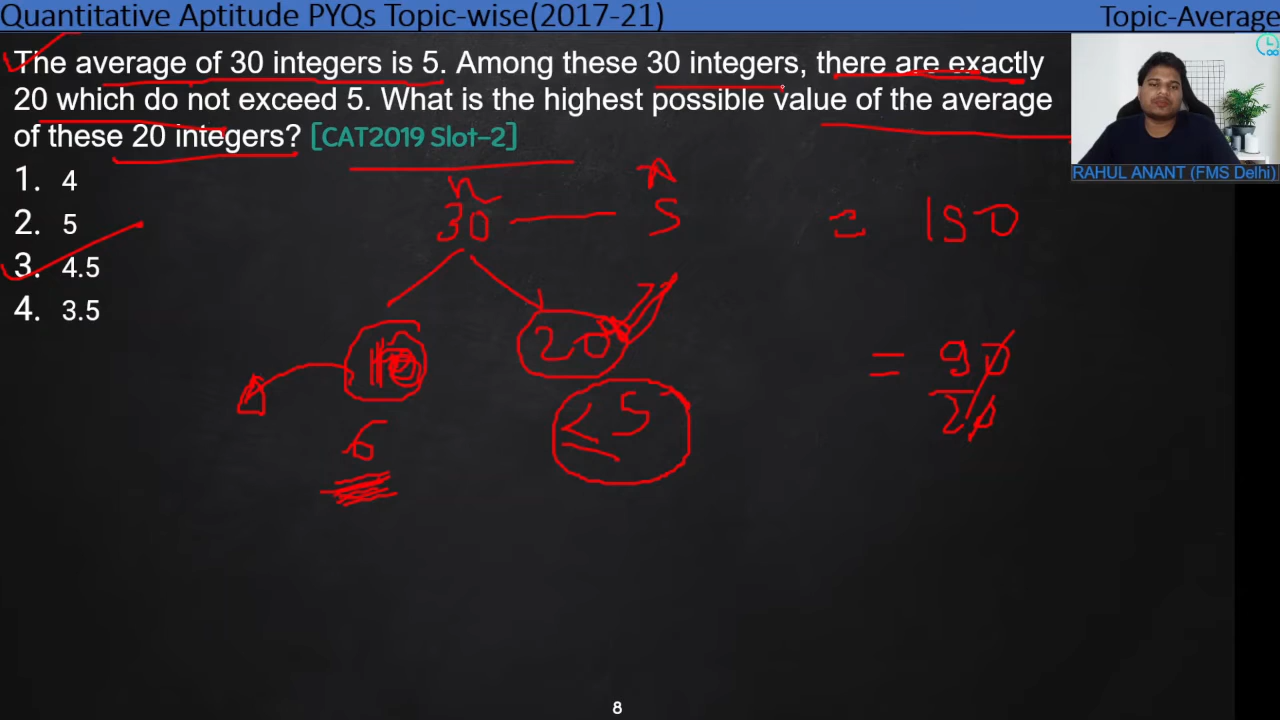 Quantitative Aptitude PYQs Topic-wise(2017-21) Topic-Average
The average of 30 integers is 5. Among these 30 integers, there are exactly
20 which do not exceed 5. What is the highest possible value of the average
of these 20 integers? [CAT2019 Slot-2]
RAHUL ANANT (FMS Delhi)
1. 4
2. 5
3. 4.5
4. 3.5
n A
30 — 5 = 150
10 20
= 90
20
≤ 5
6
8